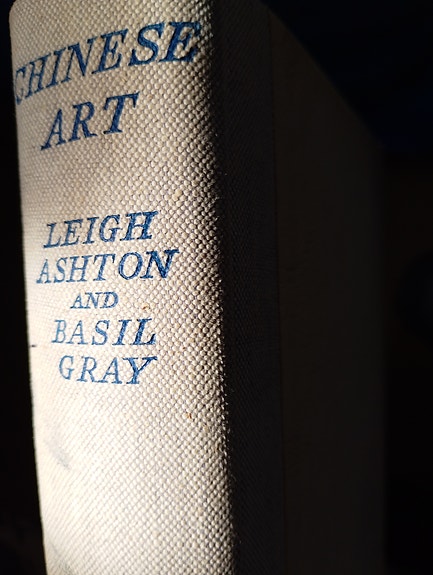 CHINESE
ART
LEIGH
ASHTON
AND
BASIL
GRAY